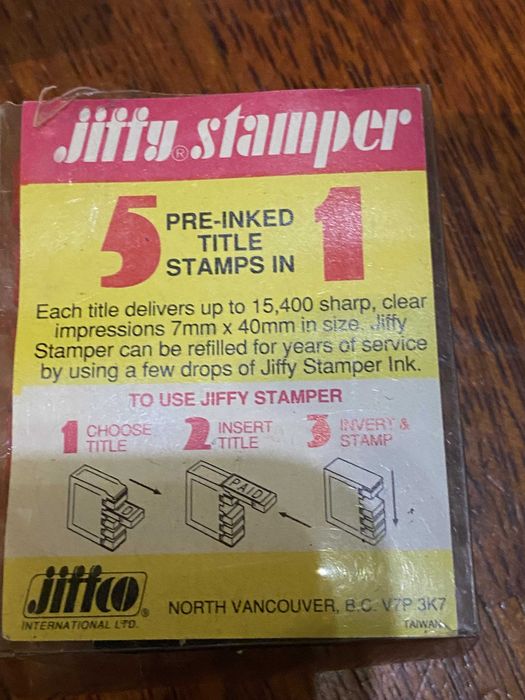 jiffy® stamper
5 PRE-INKED TITLE STAMPS IN 1
Each title delivers up to 15,400 sharp, clear
impressions 7mm x 40mm in size. Jiffy
Stamper can be refilled for years of service
by using a few drops of Jiffy Stamper Ink.
TO USE JIFFY STAMPER
1 CHOOSE TITLE
2 INSERT TITLE
3 INVERT & STAMP
PAID
jiffco®
INTERNATIONAL LTD.
NORTH VANCOUVER, B.C. V7P 3K7
TAIWAN